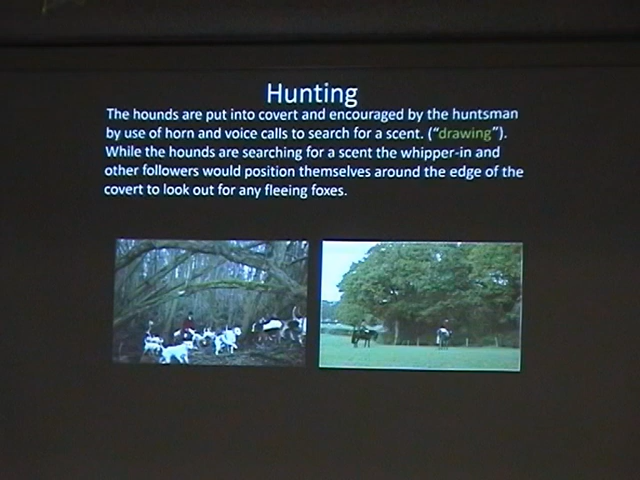 Hunting
The hounds are put into covert and encouraged by the huntsman
by use of horn and voice calls to search for a scent. (“drawing”).
While the hounds are searching for a scent the whipper-in and
other followers would position themselves around the edge of the
covert to look out for any fleeing foxes.